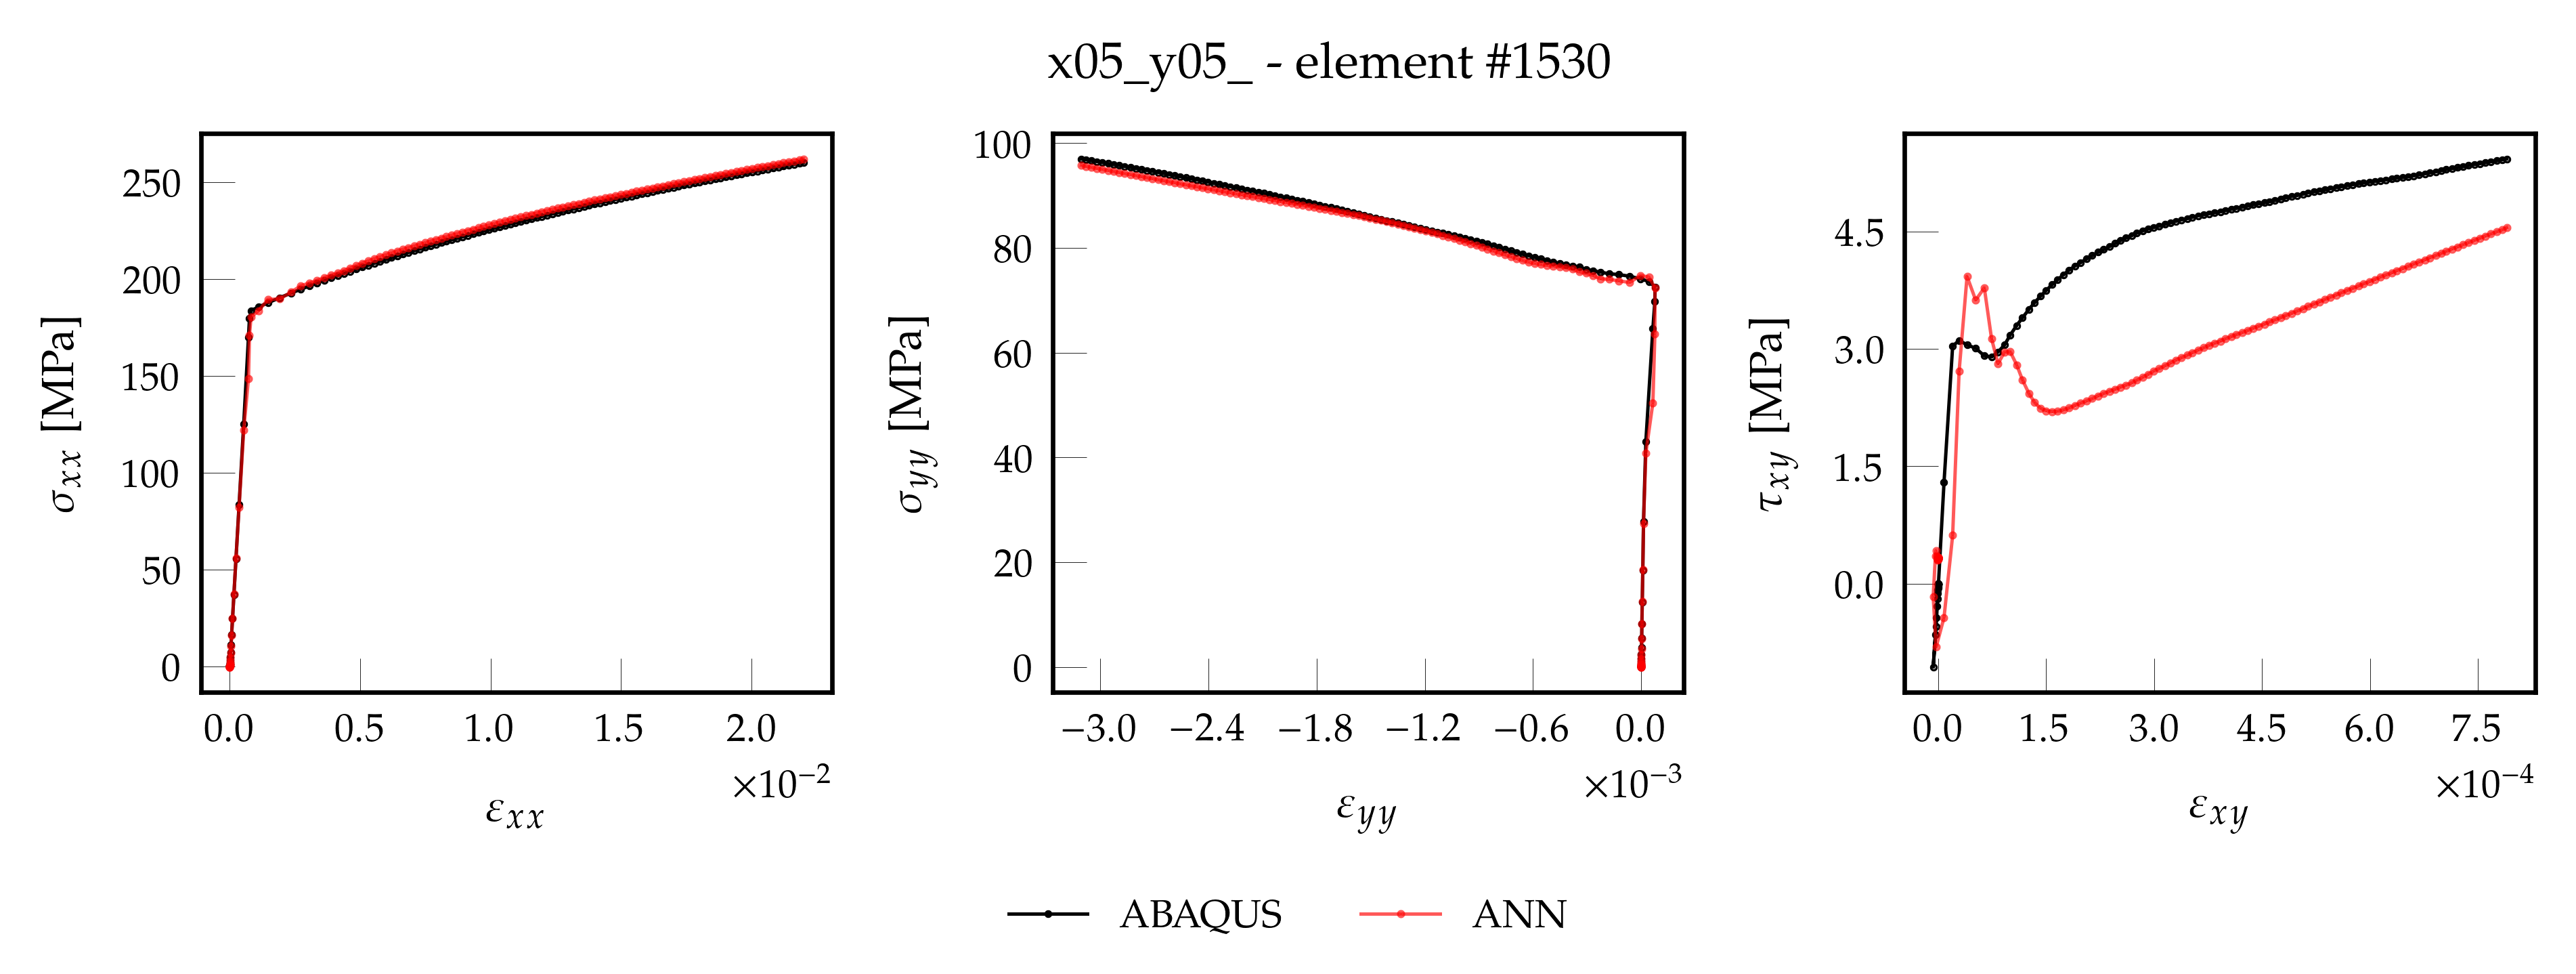 x05_y05_ - element #1530
σxx [MPa]
250
200
150
100
50
0
0.0 0.5 1.0 1.5 2.0
×10−2
εxx
σyy [MPa]
100
80
60
40
20
0
−3.0 −2.4 −1.8 −1.2 −0.6 0.0
×10−3
εyy
τxy [MPa]
4.5
3.0
1.5
0.0
0.0 1.5 3.0 4.5 6.0 7.5
×10−4
εxy
ABAQUS ANN